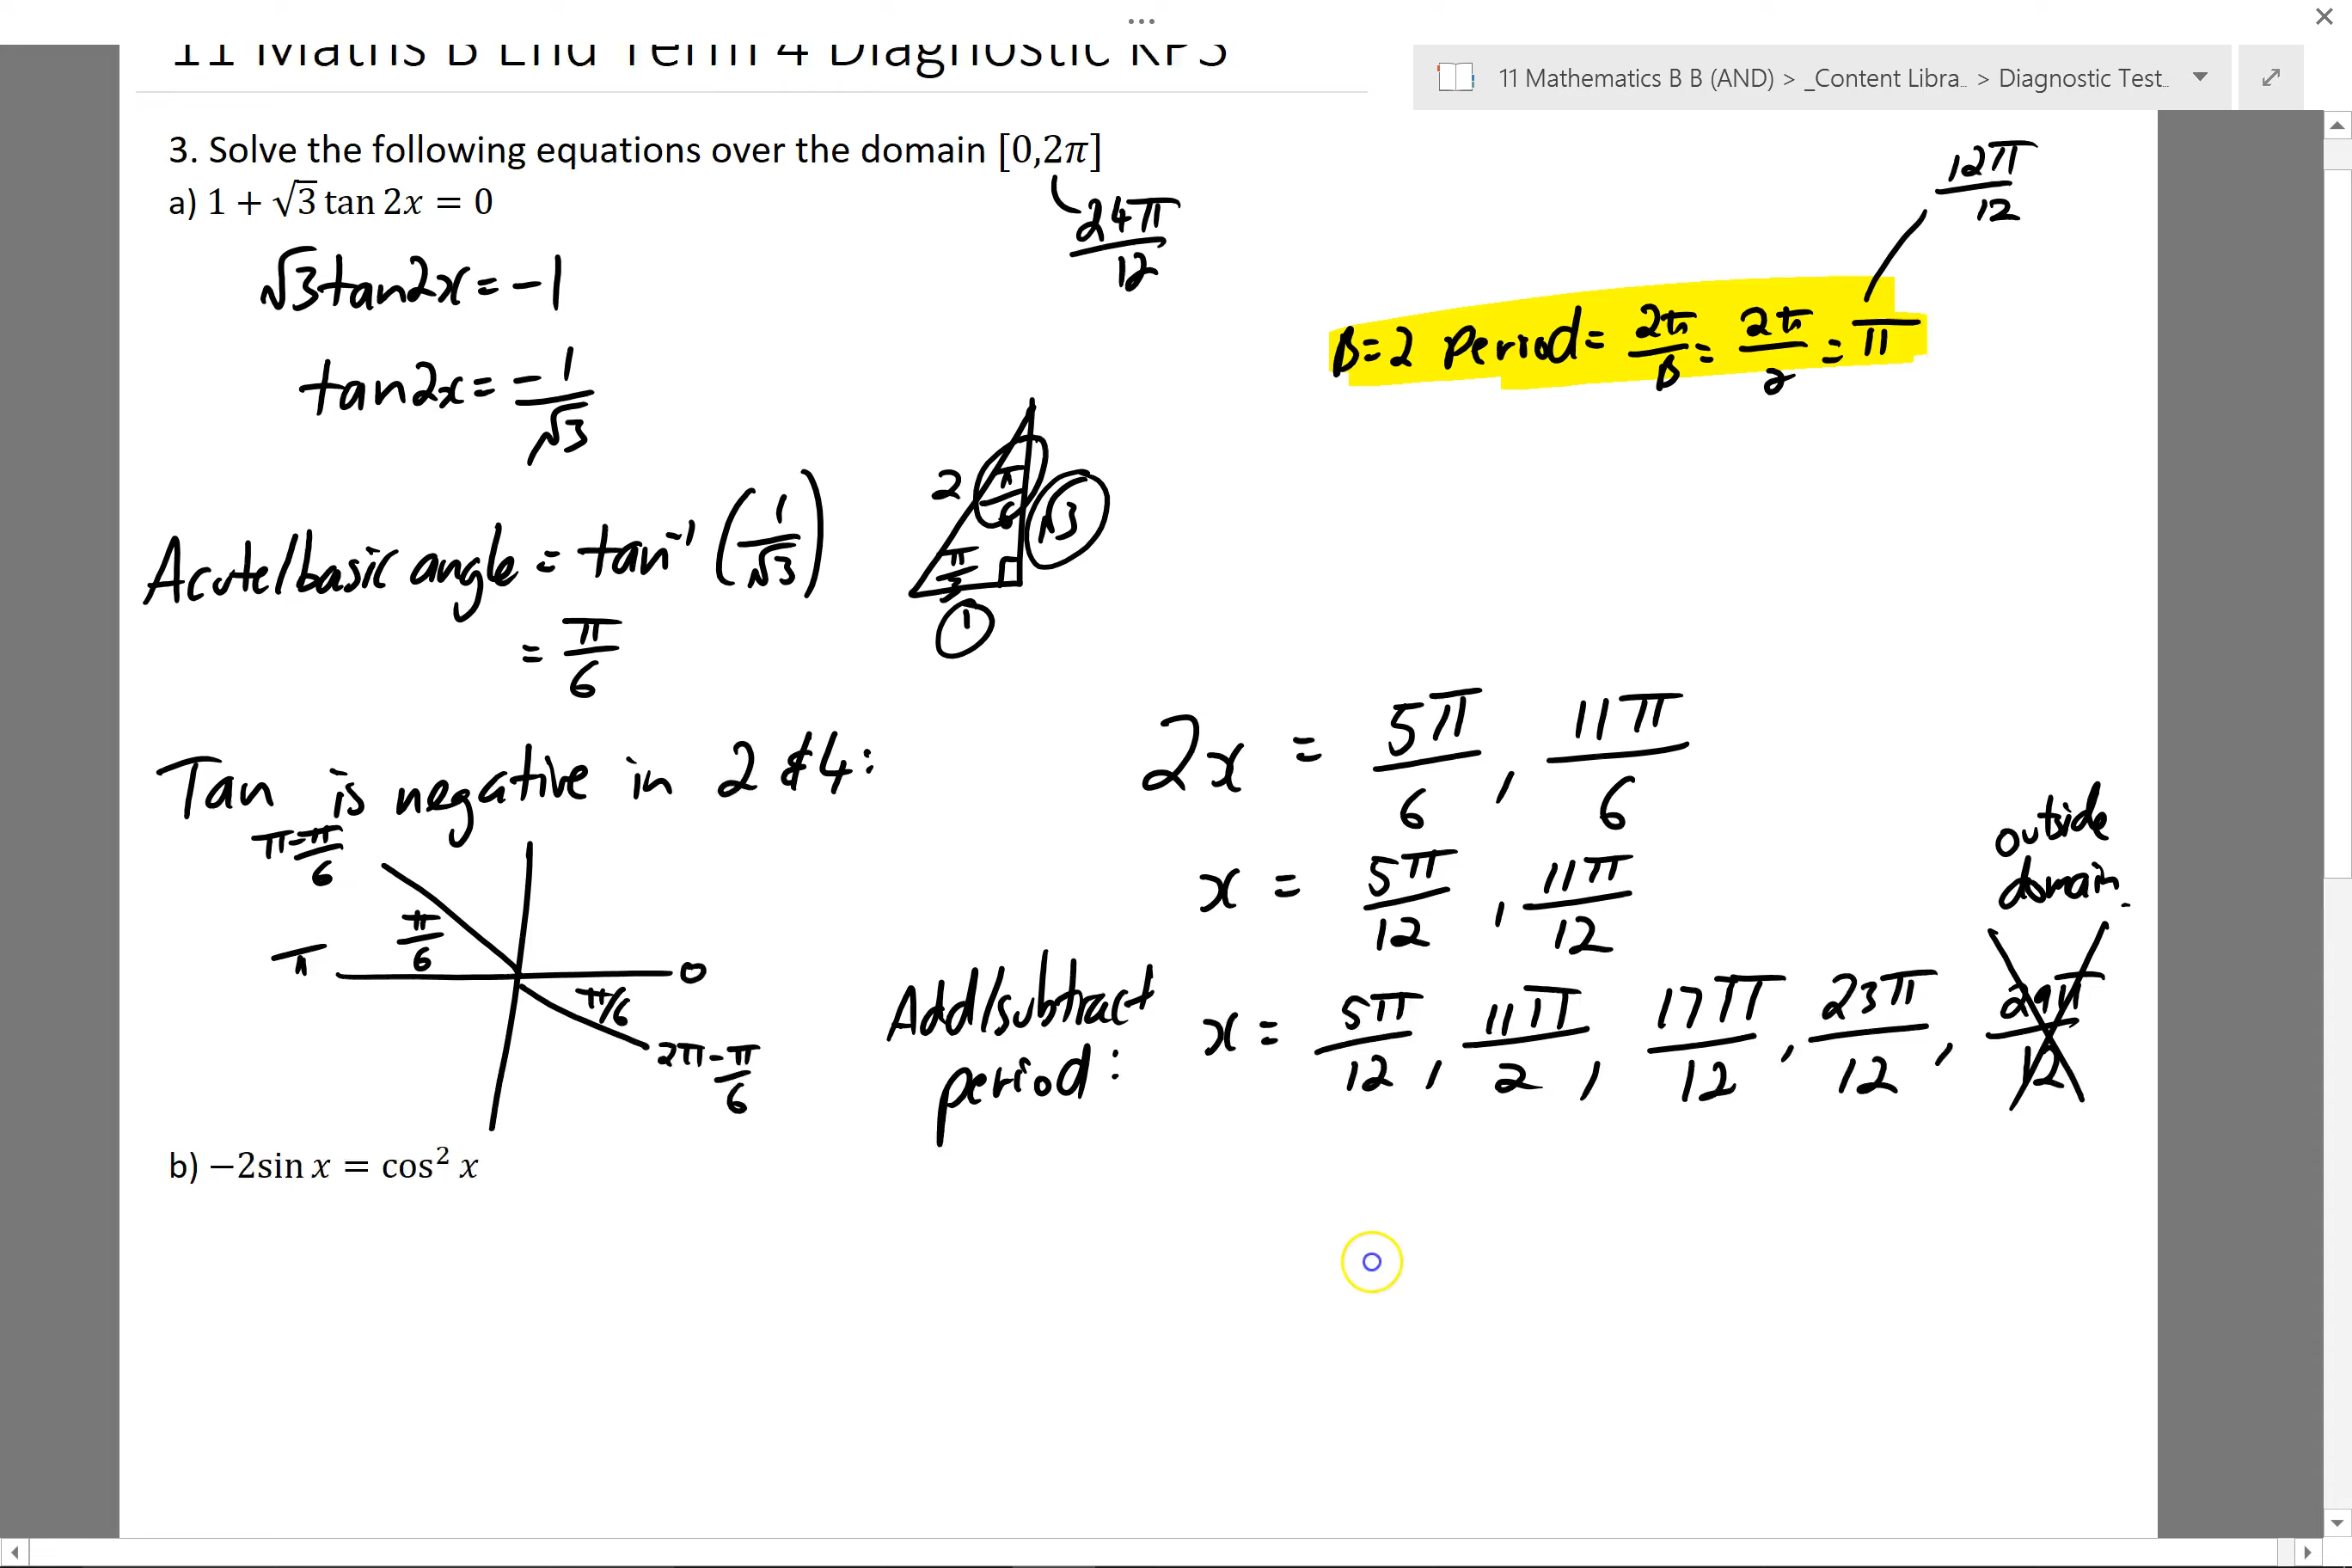 11 Maths B End Term 4 Diagnostic KPS
11 Mathematics B B (AND) > _Content Libra... > Diagnostic Test...
3. Solve the following equations over the domain [0,2π]
24π/12
12π/12
a) 1 + √3 tan 2x = 0
√3 tan2x = -1
B=2 Period = 2π/B = 2π/2 = π
tan2x = -1/√3
2 π/6 √3
π/3 1
Acute/basic angle = tan⁻¹ (1/√3)
= π/6
Tan is negative in 2 & 4:
π-π/6
π/6
π 0
π/6
2π-π/6
2x = 5π/6, 11π/6
x = 5π/12, 11π/12
outside
domain.
Add/subtract
period:
x = 5π/12, 11π/2, 17π/12, 23π/12, 29π/12
b) −2sin x = cos² x